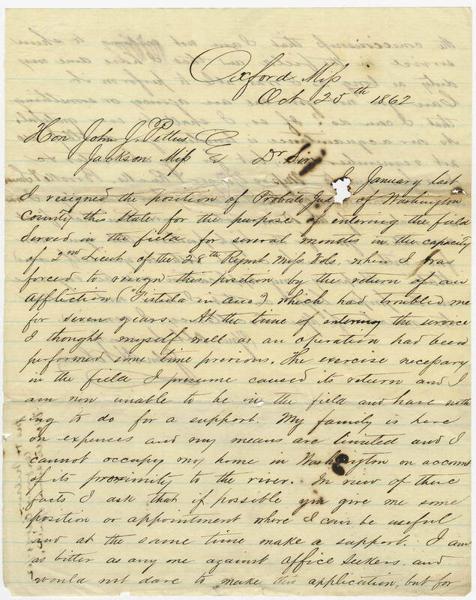 Oxford Miss
Oct 25th 1862
Hon John J. Pettus
Jackson Miss Dr Sir
January last
I resigned the position of Probate of Washington
County this State for the purpose of entering the field
Served in the field for several months in the capacity
of 2nd Lieut of the 28th Regmt Miss Vols when I was
forced to resign this position by the return of an
affliction (Fistula in ano) which had troubled me
for seven years. At the time of entering the service
I thought myself well as an operation had been
performed some time previous. The exercise necessary
in the field I presume caused its return and I
am now unable to be in the field and have noth
ing to do for a support. My family is here
on expences and my means are limited and I
cannot occupy my home in Washington on accoun
of its proximity to the river. In view of these
facts I ask that if possible you give me some
position or appointment where I can be useful
and at the same time make a support. I am
as bitter as any one against office seekers and
would not dare to make this application, but for